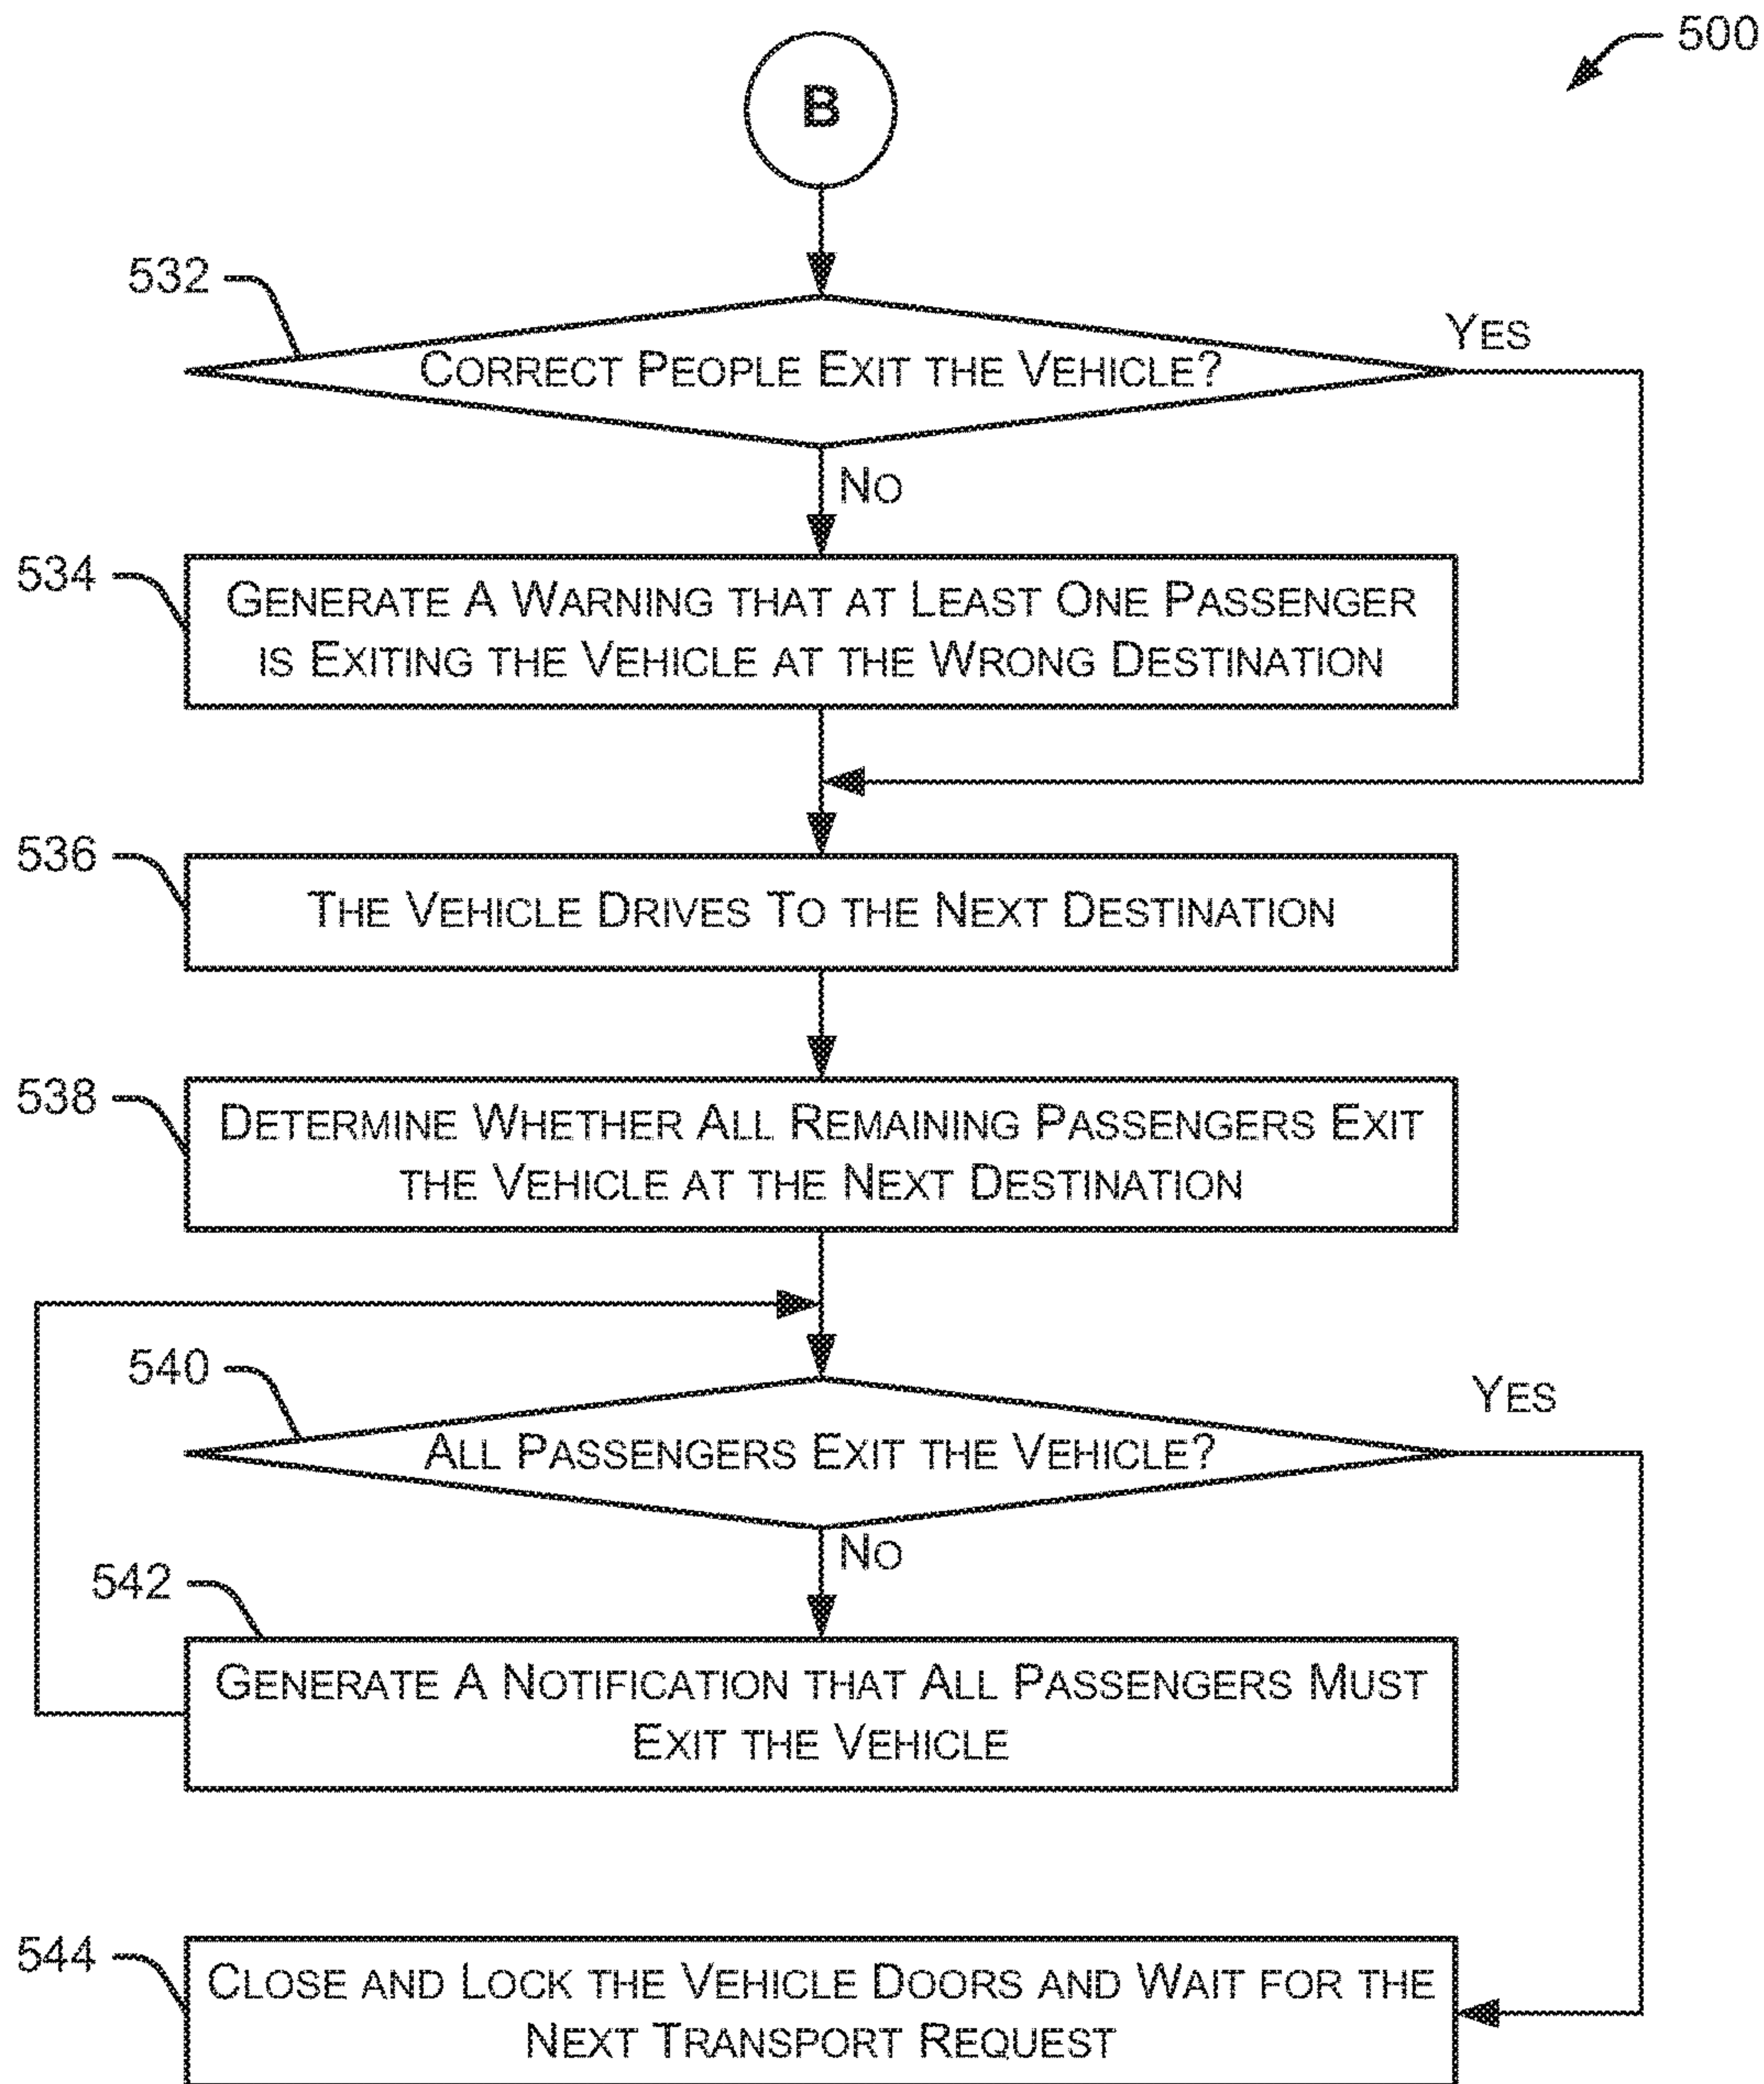 500
B
532
CORRECT PEOPLE EXIT THE VEHICLE?
YES
NO
534
GENERATE A WARNING THAT AT LEAST ONE PASSENGER
IS EXITING THE VEHICLE AT THE WRONG DESTINATION
536
THE VEHICLE DRIVES TO THE NEXT DESTINATION
538
DETERMINE WHETHER ALL REMAINING PASSENGERS EXIT
THE VEHICLE AT THE NEXT DESTINATION
540
ALL PASSENGERS EXIT THE VEHICLE?
YES
NO
542
GENERATE A NOTIFICATION THAT ALL PASSENGERS MUST
EXIT THE VEHICLE
544
CLOSE AND LOCK THE VEHICLE DOORS AND WAIT FOR THE
NEXT TRANSPORT REQUEST